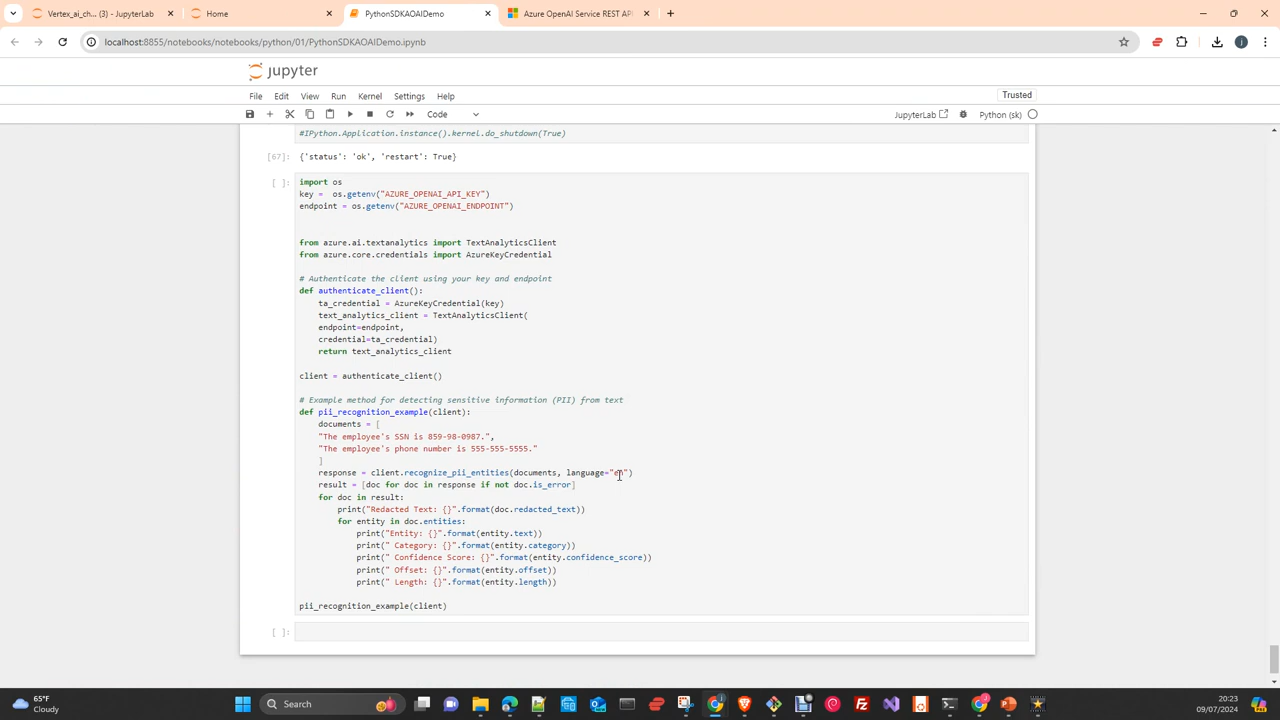 Vertex_ai_ch... (3) - JupyterLab
Home
PythonSDKAOAIDemo
Azure OpenAI Service REST API
localhost:8855/notebooks/notebooks/python/01/PythonSDKAOAIDemo.ipynb
jupyter
File Edit View Run Kernel Settings Help
Trusted
Code
JupyterLab
Python (sk)
#IPython.Application.instance().kernel.do_shutdown(True)
[67]: {'status': 'ok', 'restart': True}
[ ]: import os
key =  os.getenv("AZURE_OPENAI_API_KEY")
endpoint = os.getenv("AZURE_OPENAI_ENDPOINT")
from azure.ai.textanalytics import TextAnalyticsClient
from azure.core.credentials import AzureKeyCredential
# Authenticate the client using your key and endpoint
def authenticate_client():
ta_credential = AzureKeyCredential(key)
text_analytics_client = TextAnalyticsClient(
endpoint=endpoint,
credential=ta_credential)
return text_analytics_client
client = authenticate_client()
# Example method for detecting sensitive information (PII) from text
def pii_recognition_example(client):
documents = [
"The employee's SSN is 859-98-0987.",
"The employee's phone number is 555-555-5555."
]
response = client.recognize_pii_entities(documents, language="en")
result = [doc for doc in response if not doc.is_error]
for doc in result:
print("Redacted Text: {}".format(doc.redacted_text))
for entity in doc.entities:
print("Entity: {}".format(entity.text))
print(" Category: {}".format(entity.category))
print(" Confidence Score: {}".format(entity.confidence_score))
print(" Offset: {}".format(entity.offset))
print(" Length: {}".format(entity.length))
pii_recognition_example(client)
[ ]:
65°F
Cloudy
Search
20:23
09/07/2024